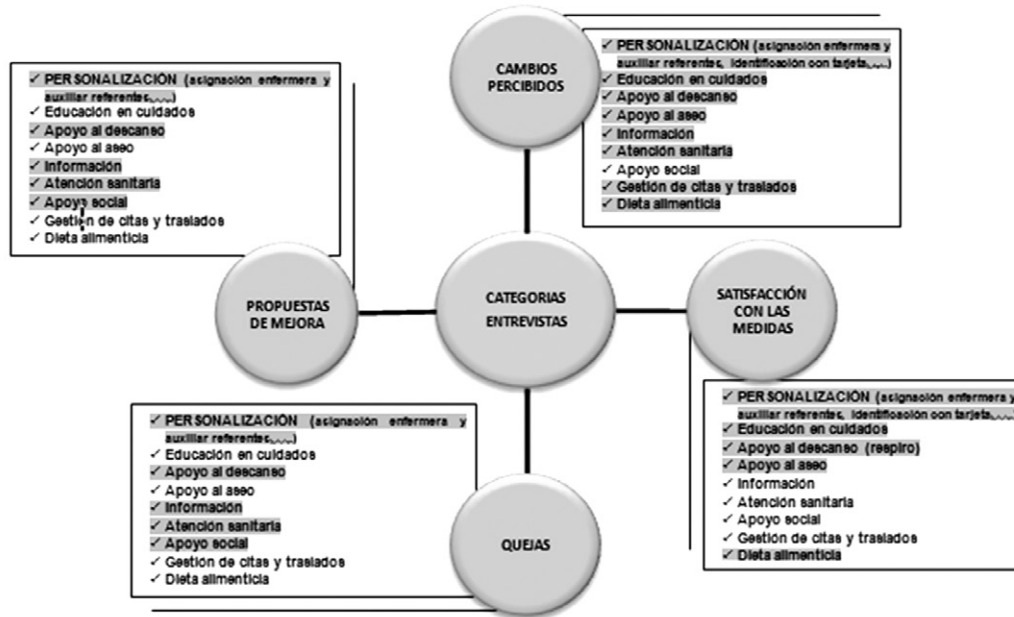 CAMBIOS
PERCIBIDOS
✓ PERSONALIZACIÓN (asignación enfermera y
auxiliar referentes, identificación con tarjeta,...)
✓ Educación en cuidados
✓ Apoyo al descanso
✓ Apoyo al aseo
✓ Información
✓ Atención sanitaria
✓ Apoyo social
✓ Gestión de citas y traslados
✓ Dieta alimenticia
✓ PERSONALIZACIÓN (asignación enfermera y
auxiliar referentes,...)
✓ Educación en cuidados
✓ Apoyo al descanso
✓ Apoyo al aseo
✓ Información
✓ Atención sanitaria
✓ Apoyo social
✓ Gestión de citas y traslados
✓ Dieta alimenticia
PROPUESTAS
DE MEJORA
CATEGORIAS
ENTREVISTAS
SATISFACCIÓN
CON LAS
MEDIDAS
✓ PERSONALIZACIÓN (asignación enfermera y
auxiliar referentes, identificación con tarjeta,...)
✓ Educación en cuidados
✓ Apoyo al descanso (respiro)
✓ Apoyo al aseo
✓ Información
✓ Atención sanitaria
✓ Apoyo social
✓ Gestión de citas y traslados
✓ Dieta alimenticia
✓ PERSONALIZACIÓN (asignación enfermera y
auxiliar referentes,...)
✓ Educación en cuidados
✓ Apoyo al descanso
✓ Apoyo al aseo
✓ Información
✓ Atención sanitaria
✓ Apoyo social
✓ Gestión de citas y traslados
✓ Dieta alimenticia
QUEJAS